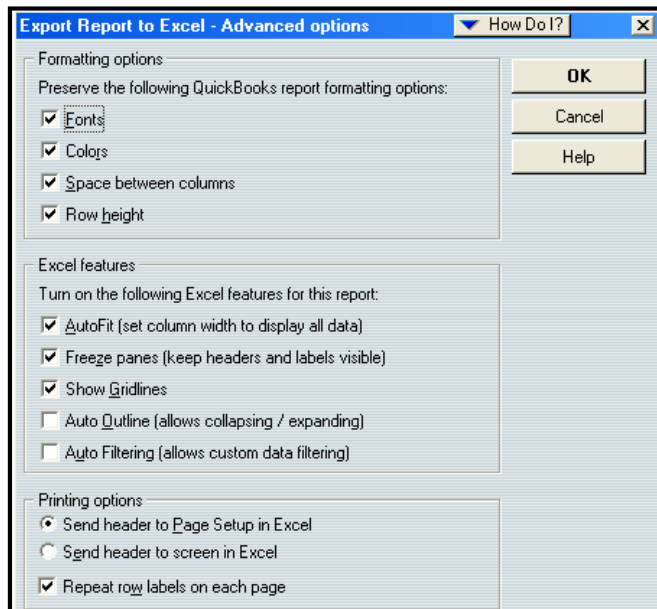 Export Report to Excel - Advanced options
How Do I?
Formatting options
Preserve the following QuickBooks report formatting options:
Fonts
Colors
Space between columns
Row height
OK
Cancel
Help
Excel features
Turn on the following Excel features for this report:
AutoFit (set column width to display all data)
Freeze panes (keep headers and labels visible)
Show Gridlines
Auto Outline (allows collapsing / expanding)
Auto Filtering (allows custom data filtering)
Printing options
Send header to Page Setup in Excel
Send header to screen in Excel
Repeat row labels on each page